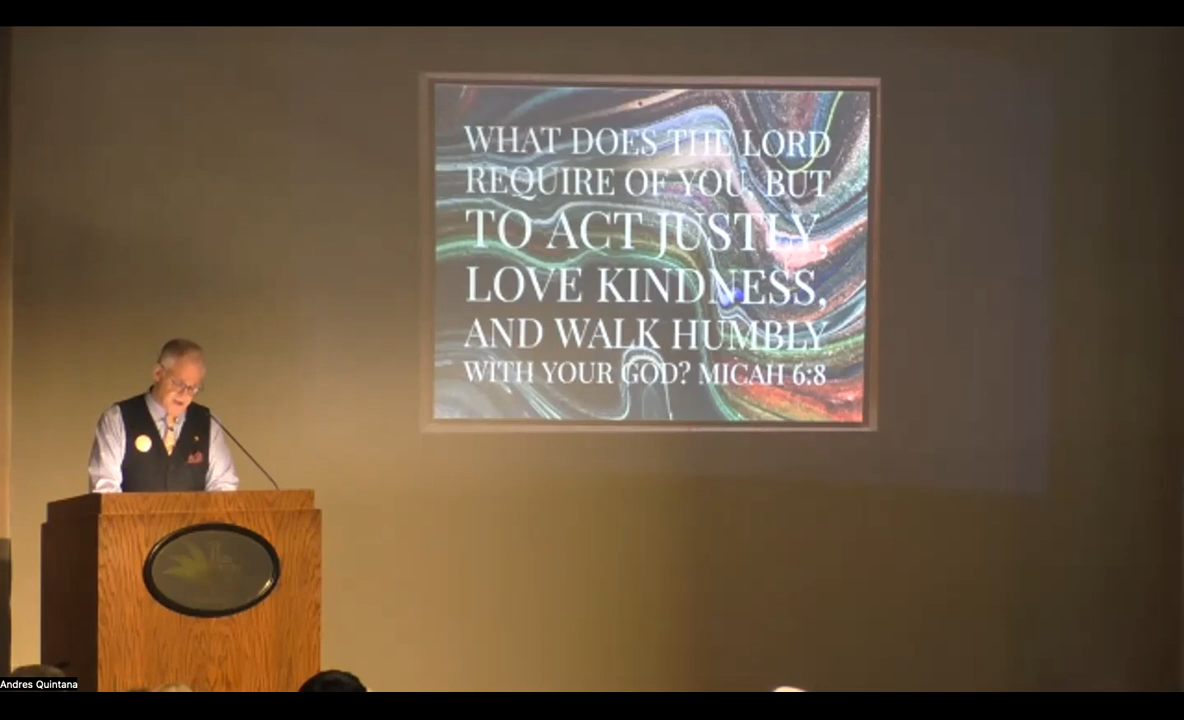 WHAT DOES THE LORD
REQUIRE OF YOU, BUT
TO ACT JUSTLY,
LOVE KINDNESS,
AND WALK HUMBLY
WITH YOUR GOD? MICAH 6:8
Andres Quintana